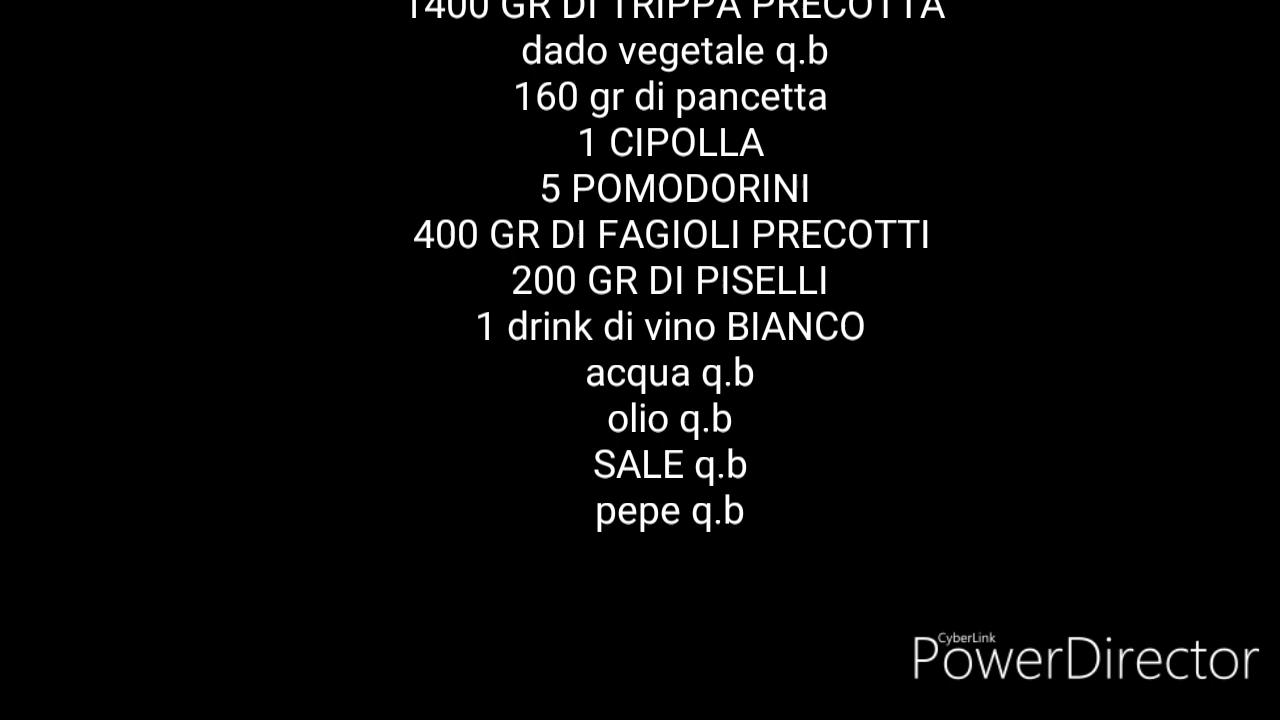 1400 GR DI TRIPPA PRECOTTA
dado vegetale q.b
160 gr di pancetta
1 CIPOLLA
5 POMODORINI
400 GR DI FAGIOLI PRECOTTI
200 GR DI PISELLI
1 drink di vino BIANCO
acqua q.b
olio q.b
SALE q.b
pepe q.b
CyberLink
PowerDirector